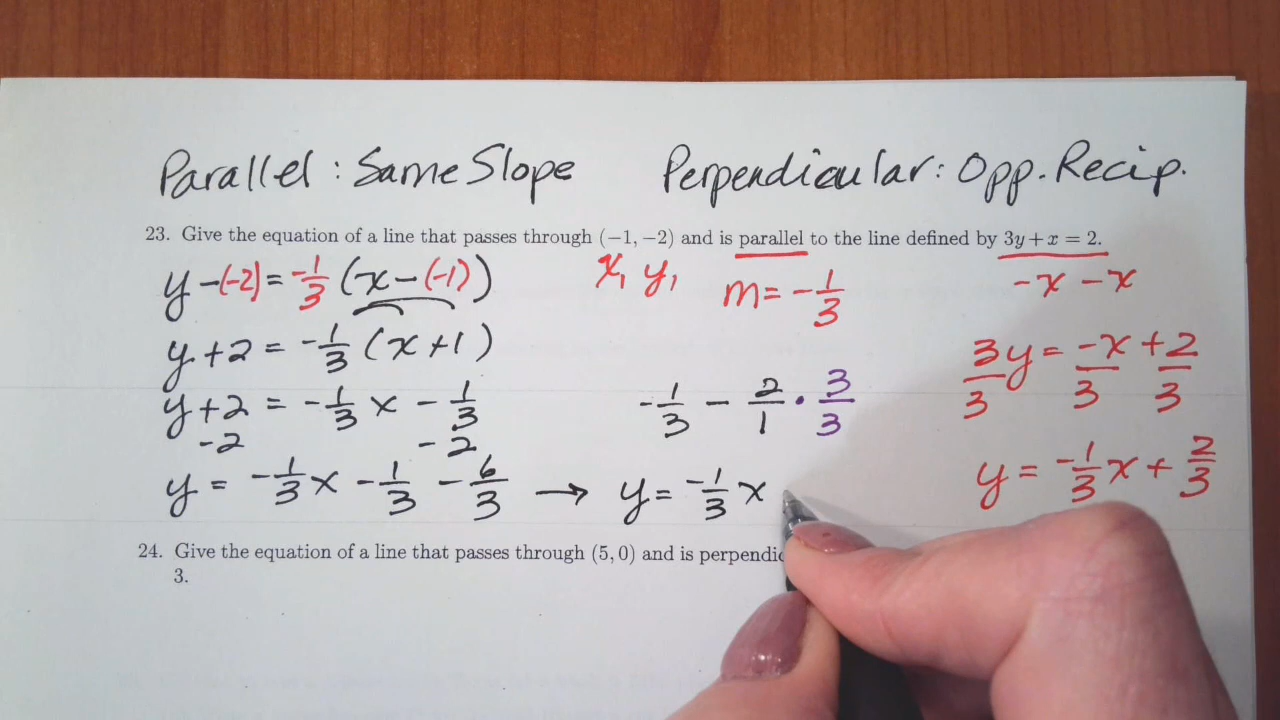 Parallel : Same Slope
Perpendicular: Opp. Recip.
23. Give the equation of a line that passes through (−1, −2) and is parallel to the line defined by 3y + x = 2.
y −(−2) = −1/3 (x − (−1))
x₁ y₁
m = −1/3
−x −x
y + 2 = −1/3 (x + 1)
3/3 y = −x/3 + 2/3
y + 2 = −1/3 x − 1/3
−1/3 − 2/1 · 3/3
−2 − 2
y = −1/3 x − 1/3 − 6/3 → y = −1/3 x
y = −1/3 x + 2/3
24. Give the equation of a line that passes through (5, 0) and is
3.